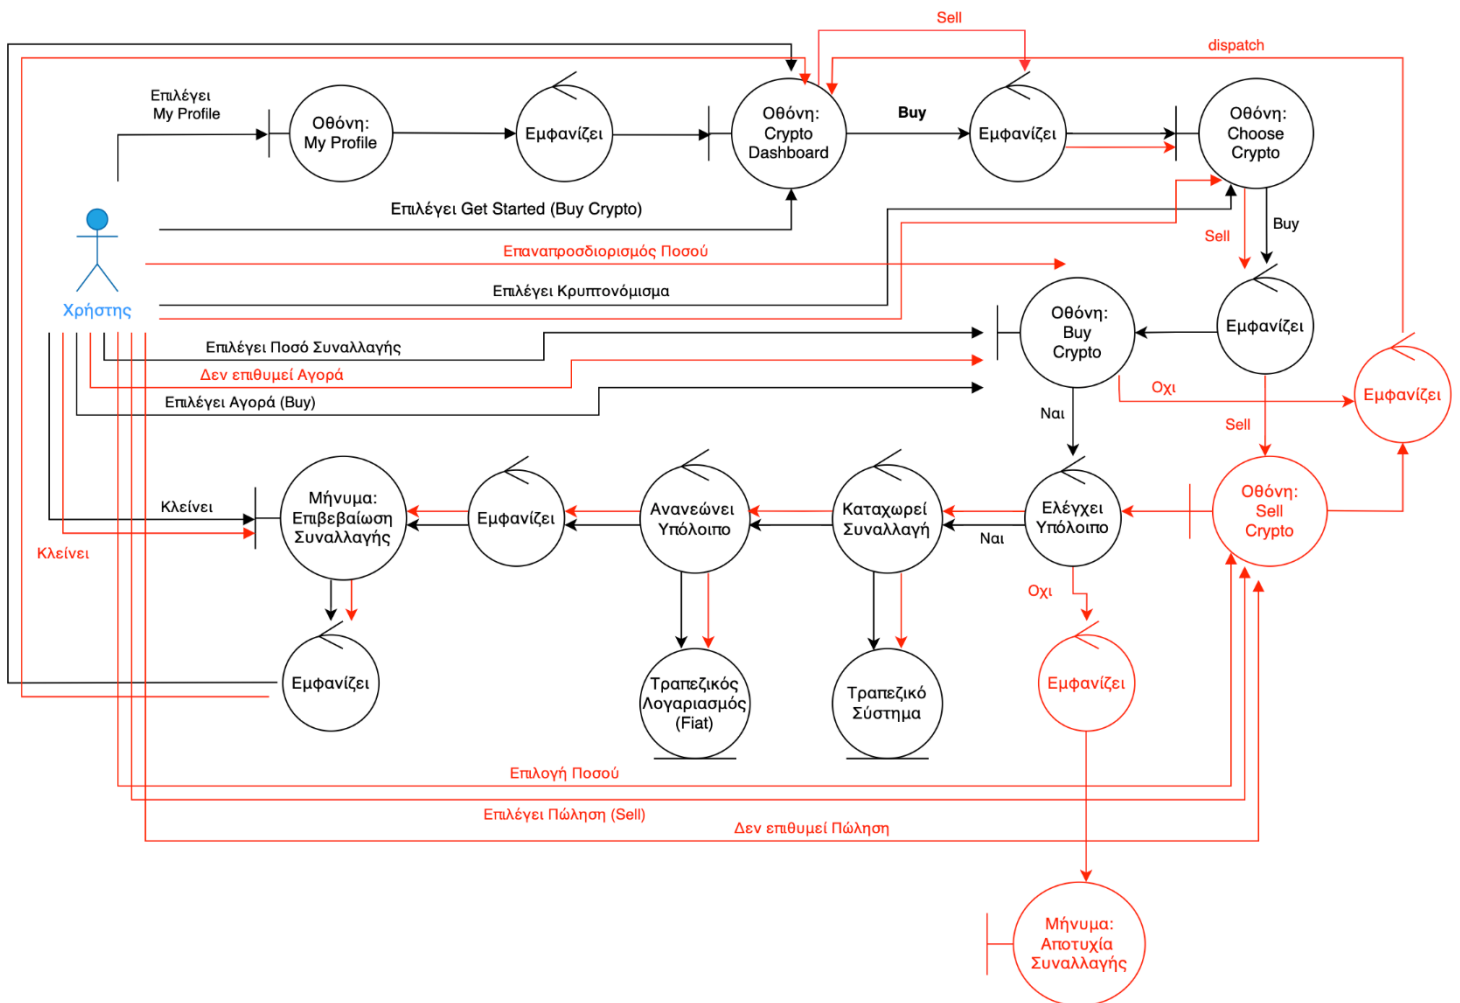 Sell
dispatch
Επιλέγει
My Profile
Οθόνη:
My Profile
Εμφανίζει
Οθόνη:
Crypto
Dashboard
Buy
Εμφανίζει
Οθόνη:
Choose
Crypto
Επιλέγει Get Started (Buy Crypto)
Sell
Buy
Επαναπροσδιορισμός Ποσού
Επιλέγει Κρυπτονόμισμα
Χρήστης
Οθόνη:
Buy
Crypto
Εμφανίζει
Επιλέγει Ποσό Συναλλαγής
Δεν επιθυμεί Αγορά
Επιλέγει Αγορά (Buy)
Οχι
Εμφανίζει
Ναι
Sell
Κλείνει
Κλείνει
Μήνυμα:
Επιβεβαίωση
Συναλλαγής
Εμφανίζει
Ανανεώνει
Υπόλοιπο
Καταχωρεί
Συναλλαγή
Ναι
Ελέγχει
Υπόλοιπο
Οθόνη:
Sell
Crypto
Οχι
Εμφανίζει
Τραπεζικός
Λογαριασμός
(Fiat)
Τραπεζικό
Σύστημα
Εμφανίζει
Επιλογή Ποσού
Επιλέγει Πώληση (Sell)
Δεν επιθυμεί Πώληση
Μήνυμα:
Αποτυχία
Συναλλαγής